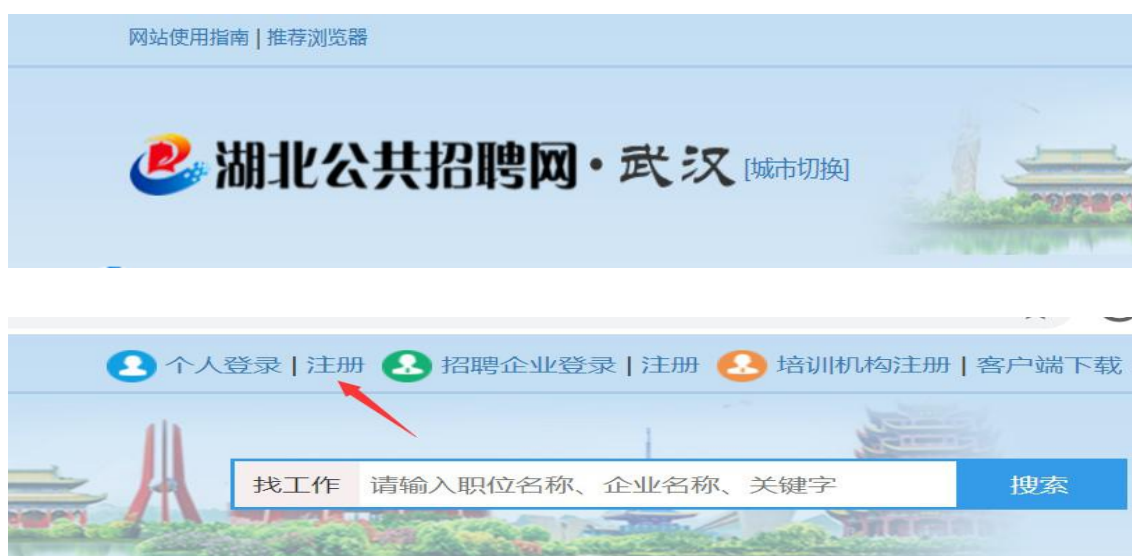 网站使用指南 | 推荐浏览器
湖北公共招聘网·武汉 [城市切换]
个人登录 | 注册 招聘企业登录 | 注册 培训机构注册 | 客户端下载
找工作 请输入职位名称、企业名称、关键字 搜索